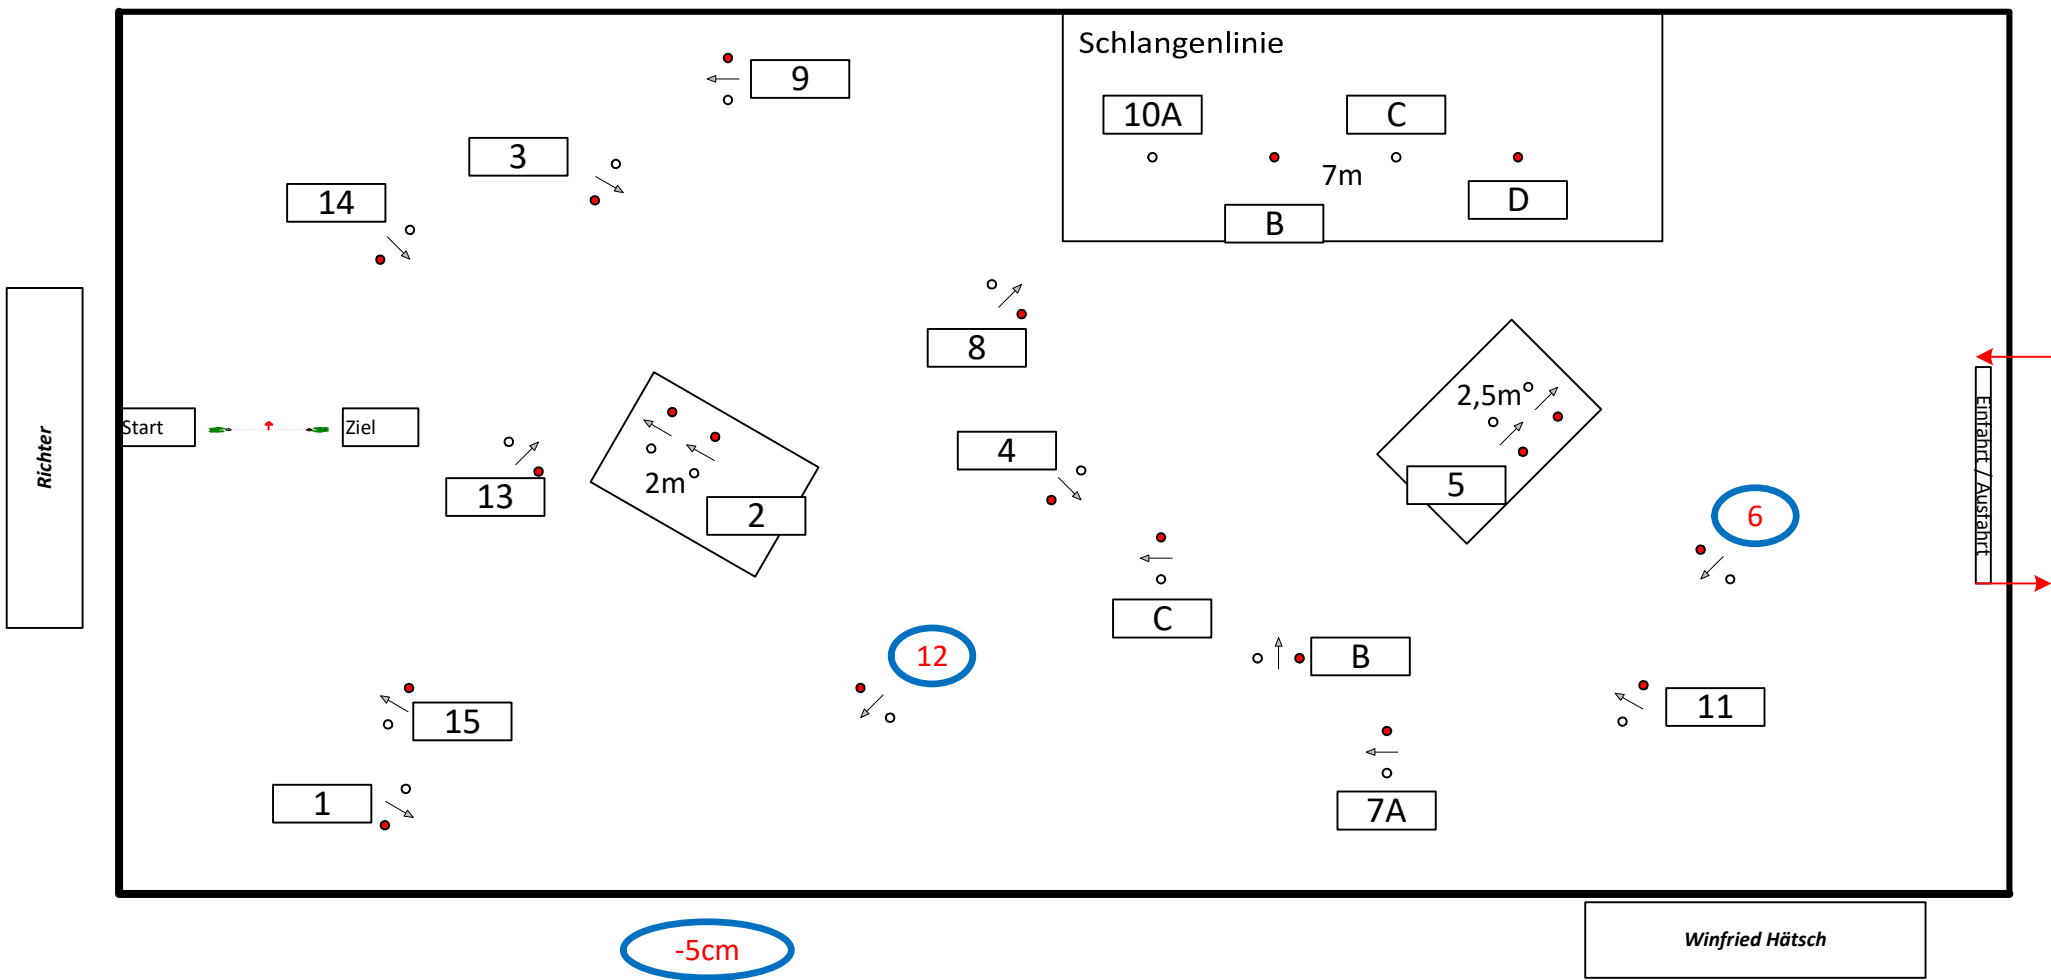 Schlangenlinie
9
10A
C
3
7m
14
D
B
8
2,5m
Start
Ziel
4
13
2m
5
2
6
Richter
Einfahrt / Ausfahrt
C
12
B
15
11
1
7A
-5cm
Winfried Hätsch